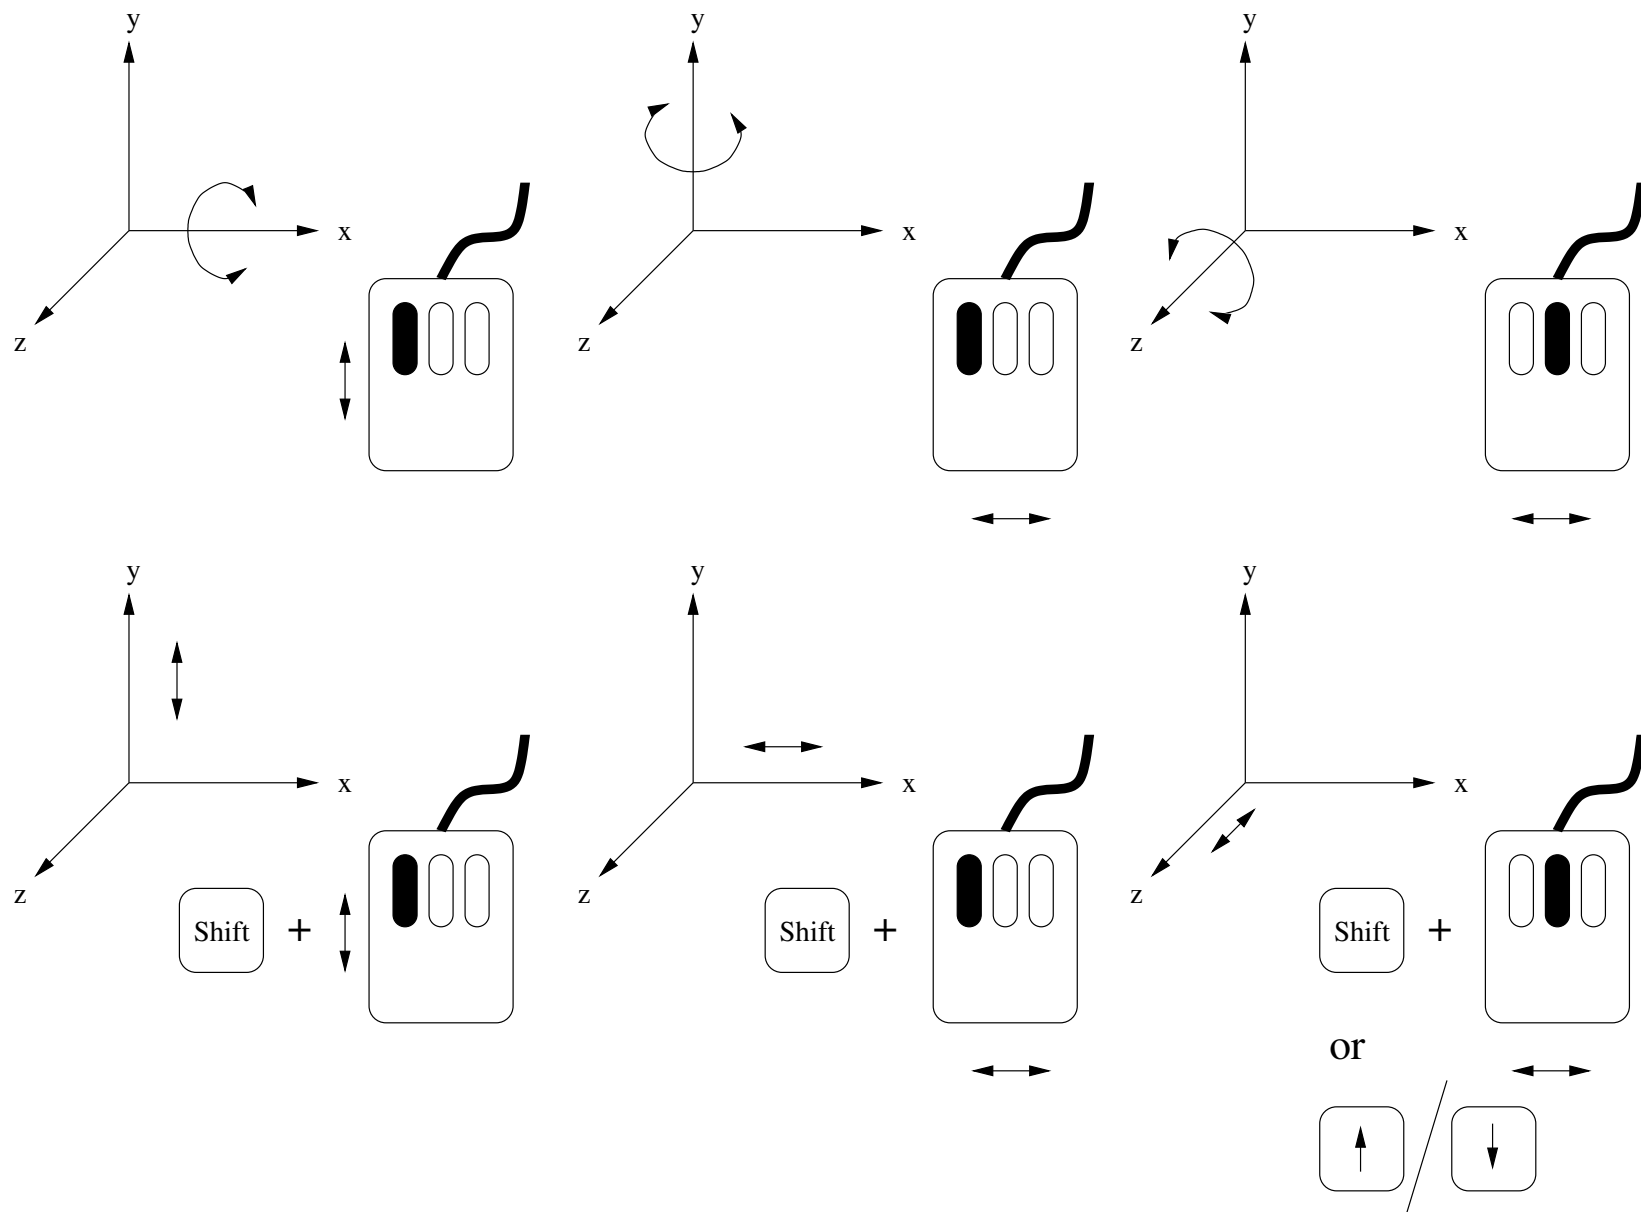 y y y
x x x
z z z
y y y
x x x
z z z
Shift + Shift + Shift +
or
↑ / ↓